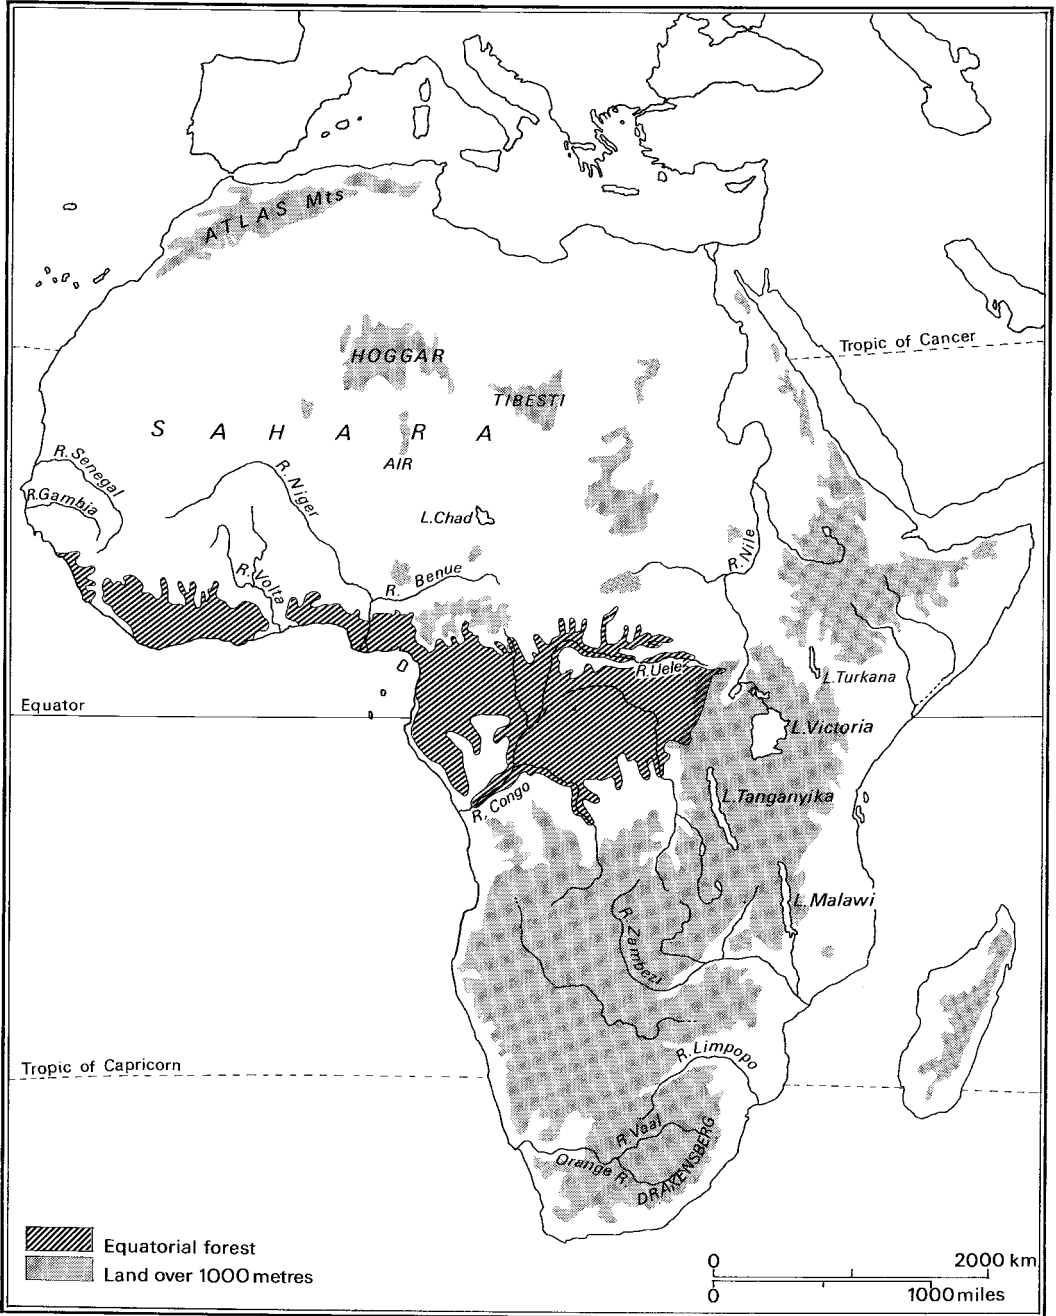 ATLAS Mts
HOGGAR
Tropic of Cancer
TIBESTI
SAHARA
AIR
R. Senegal
R. Gambia
R. Niger
L. Chad
R. Nile
R. Benue
R. Volta
R. Uele
L. Turkana
Equator
L. Victoria
L. Tanganyika
R. Congo
L. Malawi
R. Zambezi
R. Limpopo
Tropic of Capricorn
R. Vaal
Orange R.
DRAKENSBERG
Equatorial forest
Land over 1000 metres
0 2000 km
0 1000 miles